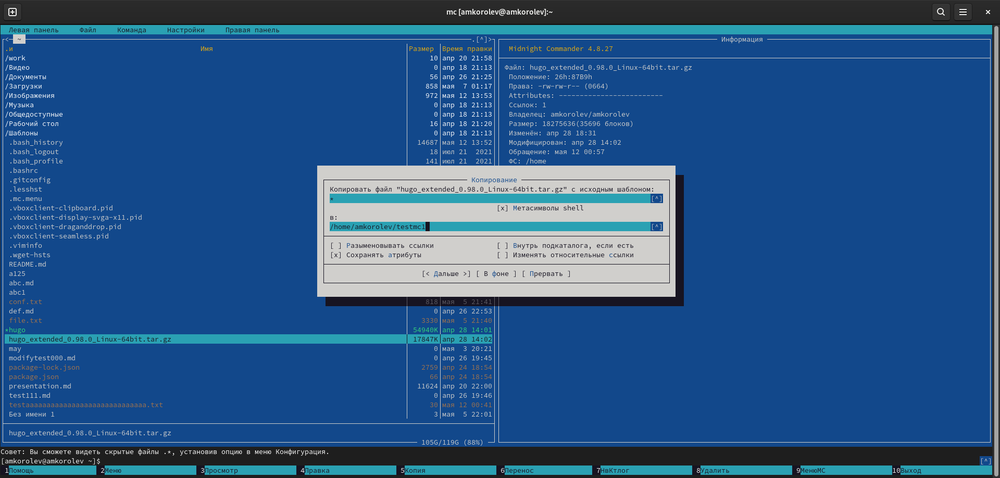 mc [amkorolev@amkorolev]:~
Левая панель Файл Команда Настройки Правая панель
<─ ~ .[^]>
.и Имя Размер Время правки
/work 10 апр 20 21:58
/Видео 0 апр 18 21:13
/Документы 56 апр 26 21:25
/Загрузки 858 мая 7 01:17
/Изображения 972 мая 12 13:53
/Музыка 0 апр 18 21:13
/Общедоступные 0 апр 18 21:13
/Рабочий стол 16 апр 18 21:20
/Шаблоны 0 апр 18 21:13
.bash_history 14687 мая 12 13:52
.bash_logout 18 июл 21 2021
.bash_profile 141 июл 21 2021
.bashrc
.gitconfig
.lesshst
.mc.menu
.vboxclient-clipboard.pid
.vboxclient-display-svga-x11.pid
.vboxclient-draganddrop.pid
.vboxclient-seamless.pid
.viminfo
.wget-hsts
README.md
a125
abc.md
abc1
conf.txt 818 мая 5 21:41
def.md 0 апр 26 22:53
file.txt 3330 мая 5 21:40
*hugo 54940K апр 28 14:01
hugo_extended_0.98.0_Linux-64bit.tar.gz 17847K апр 28 14:02
may 0 мая 3 20:21
modifytest000.md 0 апр 26 19:45
package-lock.json 2759 апр 24 18:54
package.json 66 апр 24 18:54
presentation.md 11624 апр 20 22:00
test111.md 0 апр 26 19:46
testaaaaaaaaaaaaaaaaaaaaaaaaaaaaa.txt 30 мая 12 00:41
Без имени 1 3 мая 5 22:01
hugo_extended_0.98.0_Linux-64bit.tar.gz
105G/119G (88%)
Информация
Midnight Commander 4.8.27
Файл: hugo_extended_0.98.0_Linux-64bit.tar.gz
Положение: 26h:87B9h
Права: -rw-rw-r-- (0664)
Attributes: -------------------------
Ссылок: 1
Владелец: amkorolev/amkorolev
Размер: 18275636(35696 блоков)
Изменён: апр 28 18:31
Модифицирован: апр 28 14:02
Обращение: мая 12 00:57
ФС: /home
Копирование
Копировать файл "hugo_extended_0.98.0_Linux-64bit.tar.gz" с исходным шаблоном:
* [^]
[x] Метасимволы shell
в:
/home/amkorolev/testmc1 [^]
[ ] Разыменовывать ссылки [ ] Внутрь подкаталога, если есть
[x] Сохранять атрибуты [ ] Изменять относительные ссылки
[< Дальше >] [ В фоне ] [ Прервать ]
Совет: Вы сможете видеть скрытые файлы .*, установив опцию в меню Конфигурация.
[amkorolev@amkorolev ~]$ [^]
1Помощь 2Меню 3Просмотр 4Правка 5Копия 6Перенос 7НвКтлог 8Удалить 9МенюMC 10Выход